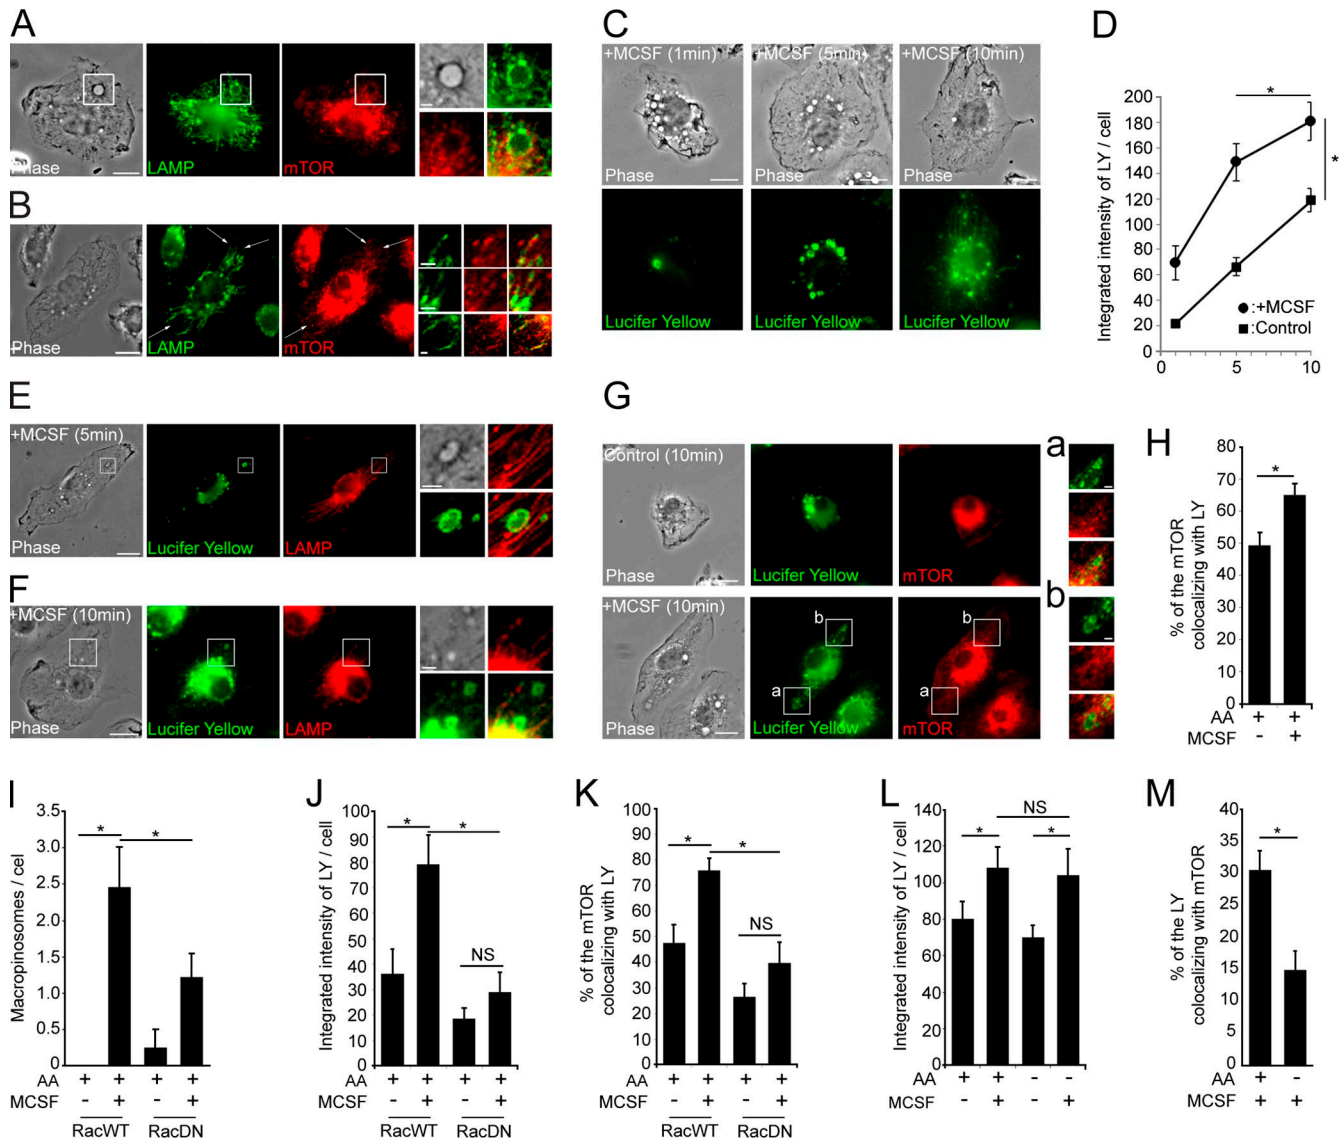 A
Phase
LAMP
mTOR
B
Phase
LAMP
mTOR
C
+MCSF (1min)
+MCSF (5min)
+MCSF (10min)
Phase
Phase
Phase
Lucifer Yellow
Lucifer Yellow
Lucifer Yellow
D
Integrated intensity of LY / cell
200
180
160
140
120
100
80
60
40
20
0
0
5
10
*
*
:+MCSF
:Control
E
+MCSF (5min)
Phase
Lucifer Yellow
LAMP
F
+MCSF (10min)
Phase
Lucifer Yellow
LAMP
G
Control (10min)
Phase
Lucifer Yellow
mTOR
+MCSF (10min)
Phase
b
a
Lucifer Yellow
b
a
mTOR
a
b
H
% of the mTOR
colocalizing with LY
80
70
60
50
40
30
20
10
0
*
AA + +
MCSF - +
I
Macropinosomes / cell
3.5
3.0
2.5
2.0
1.5
1.0
0.5
0
* *
AA + + + +
MCSF - + - +
RacWT RacDN
J
Integrated intensity of LY / cell
100
90
80
70
60
50
40
30
20
10
0
* *
NS
AA + + + +
MCSF - + - +
RacWT RacDN
K
% of the mTOR
colocalizing with LY
100
90
80
70
60
50
40
30
20
10
0
* *
NS
AA + + + +
MCSF - + - +
RacWT RacDN
L
Integrated intensity of LY / cell
140
120
100
80
60
40
20
0
NS
* *
AA + + - -
MCSF - + - +
M
% of the LY
colocalizing with mTOR
40
35
30
25
20
15
10
5
0
*
AA + -
MCSF + +